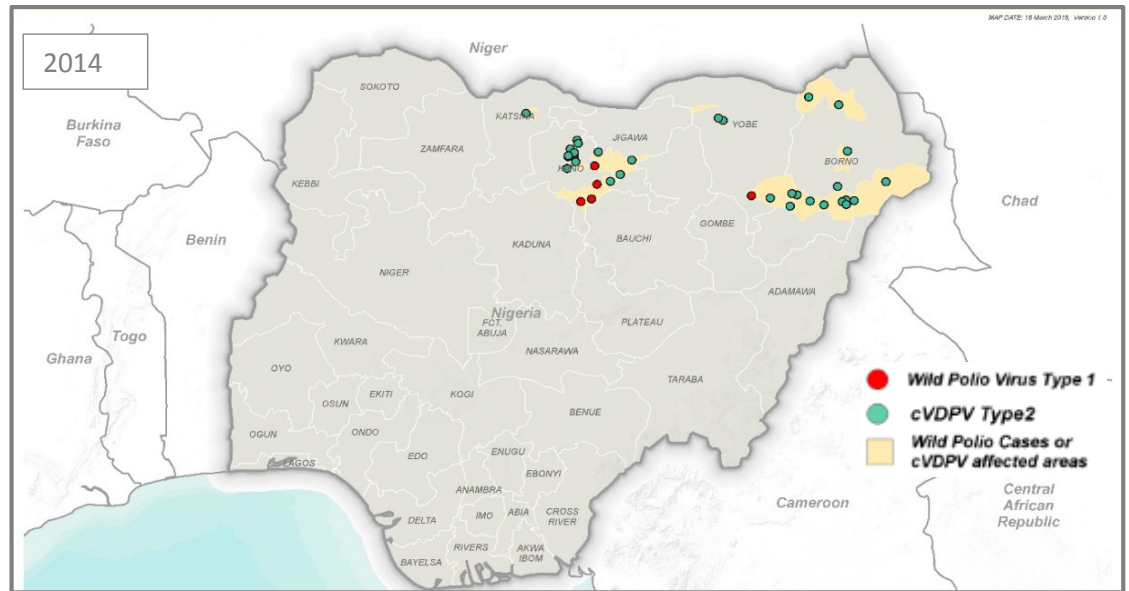 MAP DATE: 18 March 2015, Version 1.0
2014
Niger
SOKOTO
KATSINA
Burkina
Faso
ZAMFARA
JIGAWA
YOBE
KANO
BORNO
KEBBI
Chad
Benin
KADUNA
BAUCHI
GOMBE
NIGER
ADAMAWA
Nigeria
FCT,
ABUJA
PLATEAU
Togo
Ghana
KWARA
NASARAWA
OYO
TARABA
Wild Polio Virus Type 1
EKITI
KOGI
OSUN
BENUE
cVDPV Type2
OGUN
ONDO
Wild Polio Cases or
cVDPV affected areas
EDO
ENUGU
LAGOS
EBONYI
ANAMBRA
Cameroon
Central
African
Republic
DELTA
IMO
ABIA
CROSS
RIVER
RIVERS
AKWA
IBOM
BAYELSA